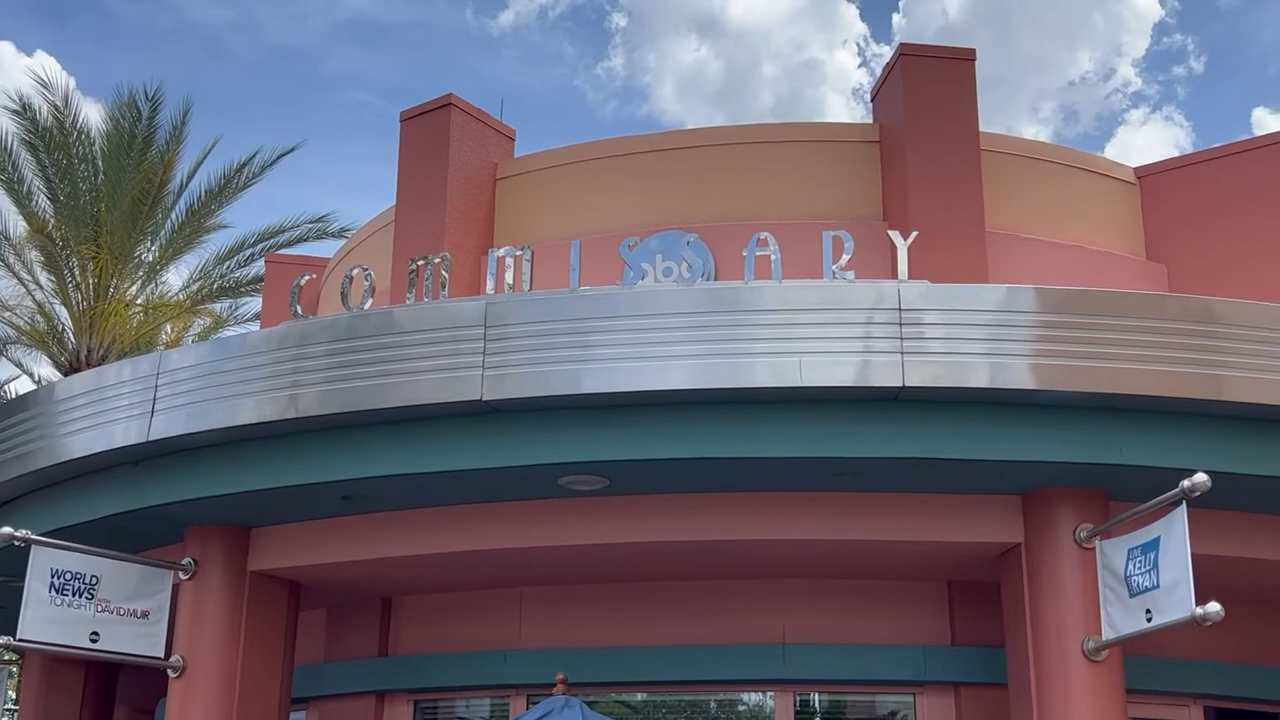 COMMISSARY
abc
WORLD
NEWS
TONIGHT
WITH
DAVID MUIR
abc
LIVE
KELLY
AND
RYAN
abc